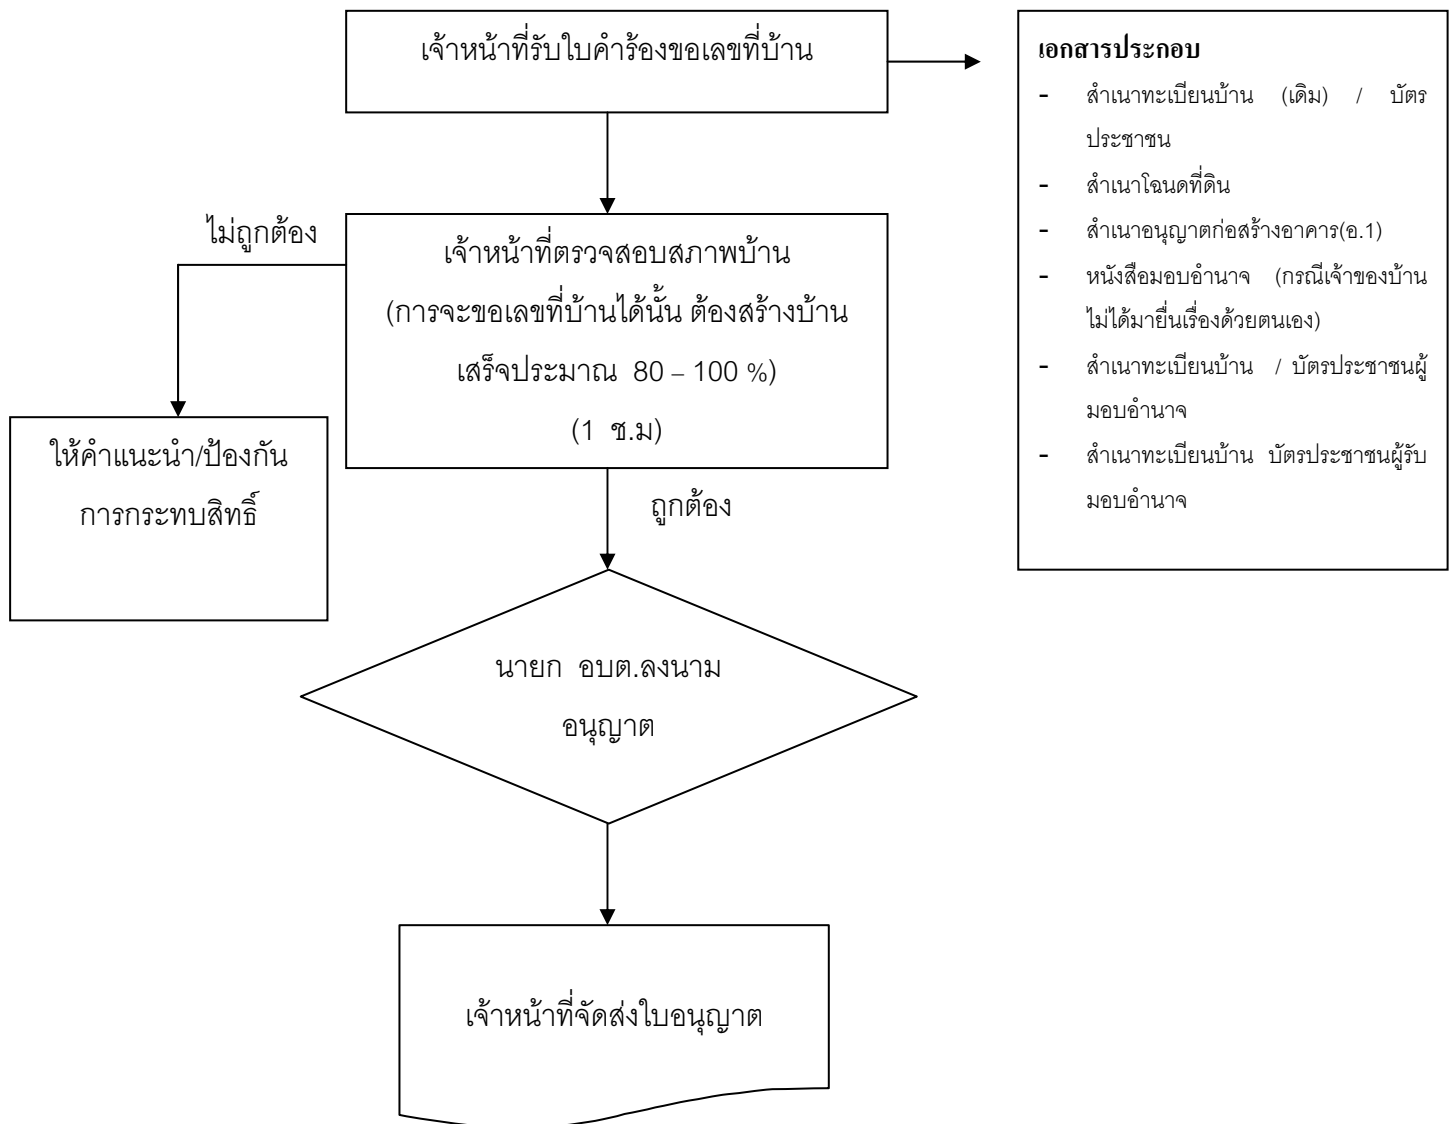 เจ้าหน้าที่รับใบคำร้องขอเลขที่บ้าน
เอกสารประกอบ
- สำเนาทะเบียนบ้าน (เดิม) / บัตร
ประชาชน
- สำเนาโฉนดที่ดิน
- สำเนาอนุญาตก่อสร้างอาคาร(อ.1)
- หนังสือมอบอำนาจ (กรณีเจ้าของบ้าน
ไม่ได้มายื่นเรื่องด้วยตนเอง)
- สำเนาทะเบียนบ้าน / บัตรประชาชนผู้
มอบอำนาจ
- สำเนาทะเบียนบ้าน บัตรประชาชนผู้รับ
มอบอำนาจ
ไม่ถูกต้อง
เจ้าหน้าที่ตรวจสอบสภาพบ้าน
(การจะขอเลขที่บ้านได้นั้น ต้องสร้างบ้าน
เสร็จประมาณ 80 – 100 %)
(1 ช.ม)
ให้คำแนะนำ/ป้องกัน
การกระทบสิทธิ์
ถูกต้อง
นายก อบต.ลงนาม
อนุญาต
เจ้าหน้าที่จัดส่งใบอนุญาต